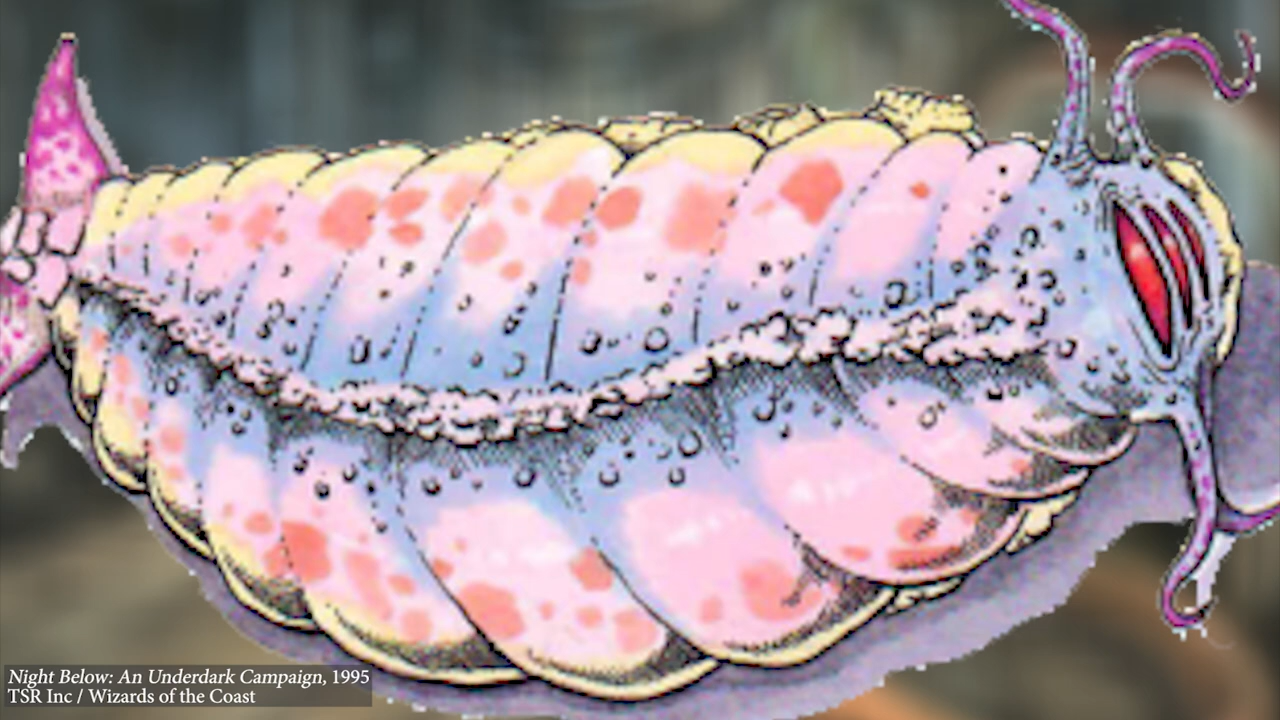 Night Below: An Underdark Campaign, 1995
TSR Inc / Wizards of the Coast